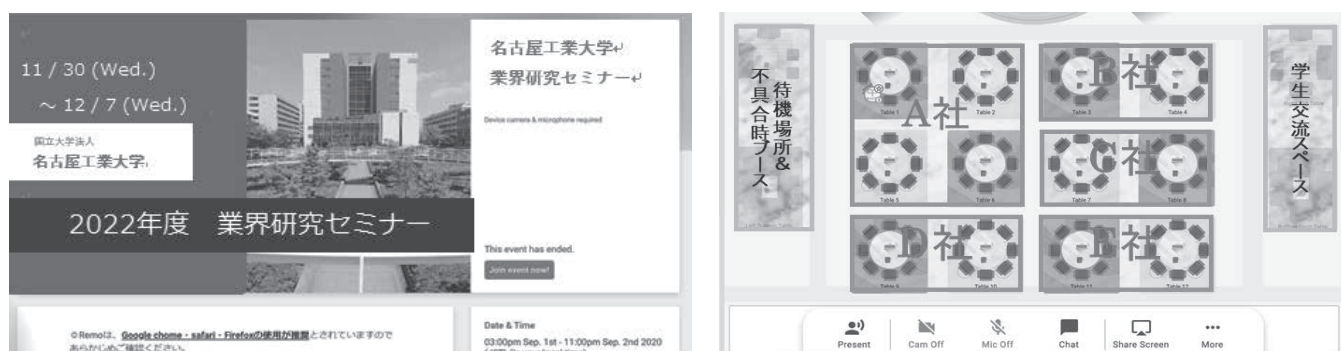 11 / 30 (Wed.)
～ 12 / 7 (Wed.)
国立大学法人
名古屋工業大学
2022年度　業界研究セミナー
名古屋工業大学
業界研究セミナー
Device camera & microphone required
This event has ended.
Join event now!
※Remoは、Google chome・safari・Firefoxの使用が推奨とされていますので
あらかじめご確認ください。
Date & Time
03:00pm Sep. 1st - 11:00pm Sep. 2nd 2020
待機場所&
不具合時ブース
A社
B社
C社
D社
E社
Table 1
Table 2
Table 3
Table 4
Table 5
Table 6
Table 7
Table 8
Table 9
Table 10
Table 11
Table 12
学生交流スペース
Present
Cam Off
Mic Off
Chat
Share Screen
More